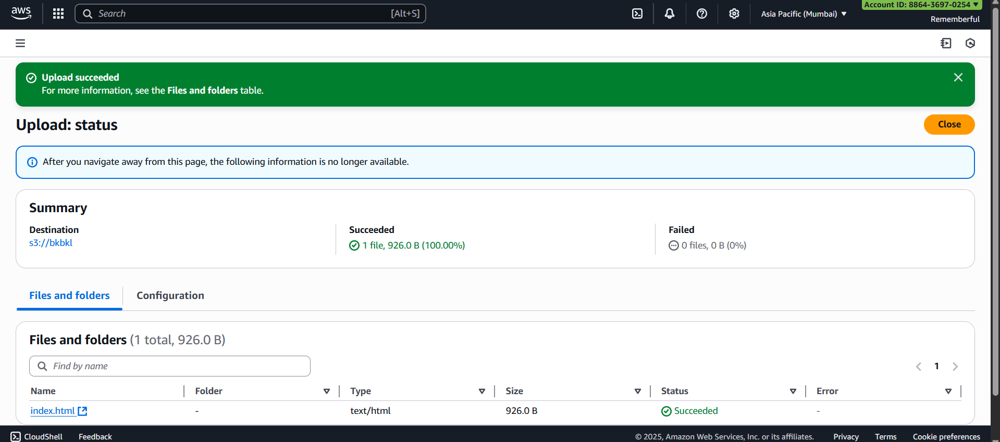 aws
Search [Alt+S]
Asia Pacific (Mumbai)
Account ID: 8864-3697-0254
Rememberful
Upload succeeded
For more information, see the Files and folders table.
Upload: status
Close
After you navigate away from this page, the following information is no longer available.
Summary
Destination
s3://bkbkl
Succeeded
1 file, 926.0 B (100.00%)
Failed
0 files, 0 B (0%)
Files and folders
Configuration
Files and folders (1 total, 926.0 B)
Find by name
1
Name Folder Type Size Status Error
index.html - text/html 926.0 B Succeeded -
CloudShell Feedback © 2025, Amazon Web Services, Inc. or its affiliates. Privacy Terms Cookie preferences